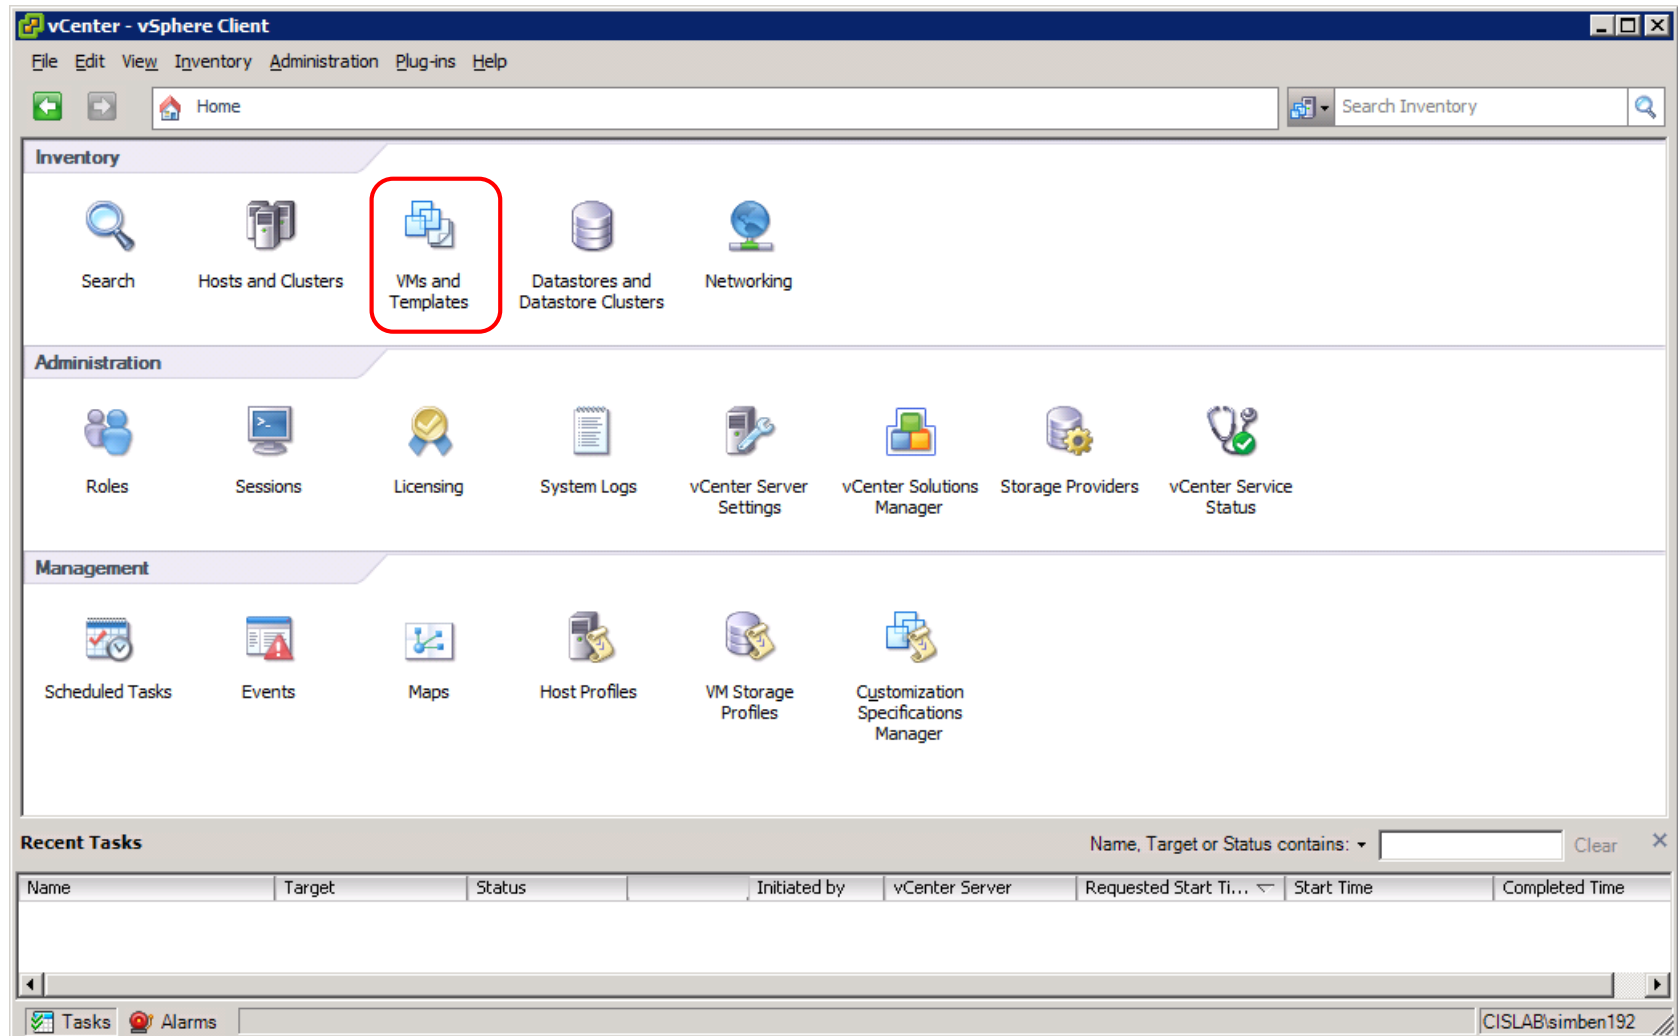 vCenter - vSphere Client
File Edit View Inventory Administration Plug-ins Help
Home
Search Inventory
Inventory
Search
Hosts and Clusters
VMs and
Templates
Datastores and
Datastore Clusters
Networking
Administration
Roles
Sessions
Licensing
System Logs
vCenter Server
Settings
vCenter Solutions
Manager
Storage Providers
vCenter Service
Status
Management
Scheduled Tasks
Events
Maps
Host Profiles
VM Storage
Profiles
Customization
Specifications
Manager
Recent Tasks
Name, Target or Status contains:
Clear
Name Target Status Initiated by vCenter Server Requested Start Ti... Start Time Completed Time
Tasks Alarms
CISLAB\simben192